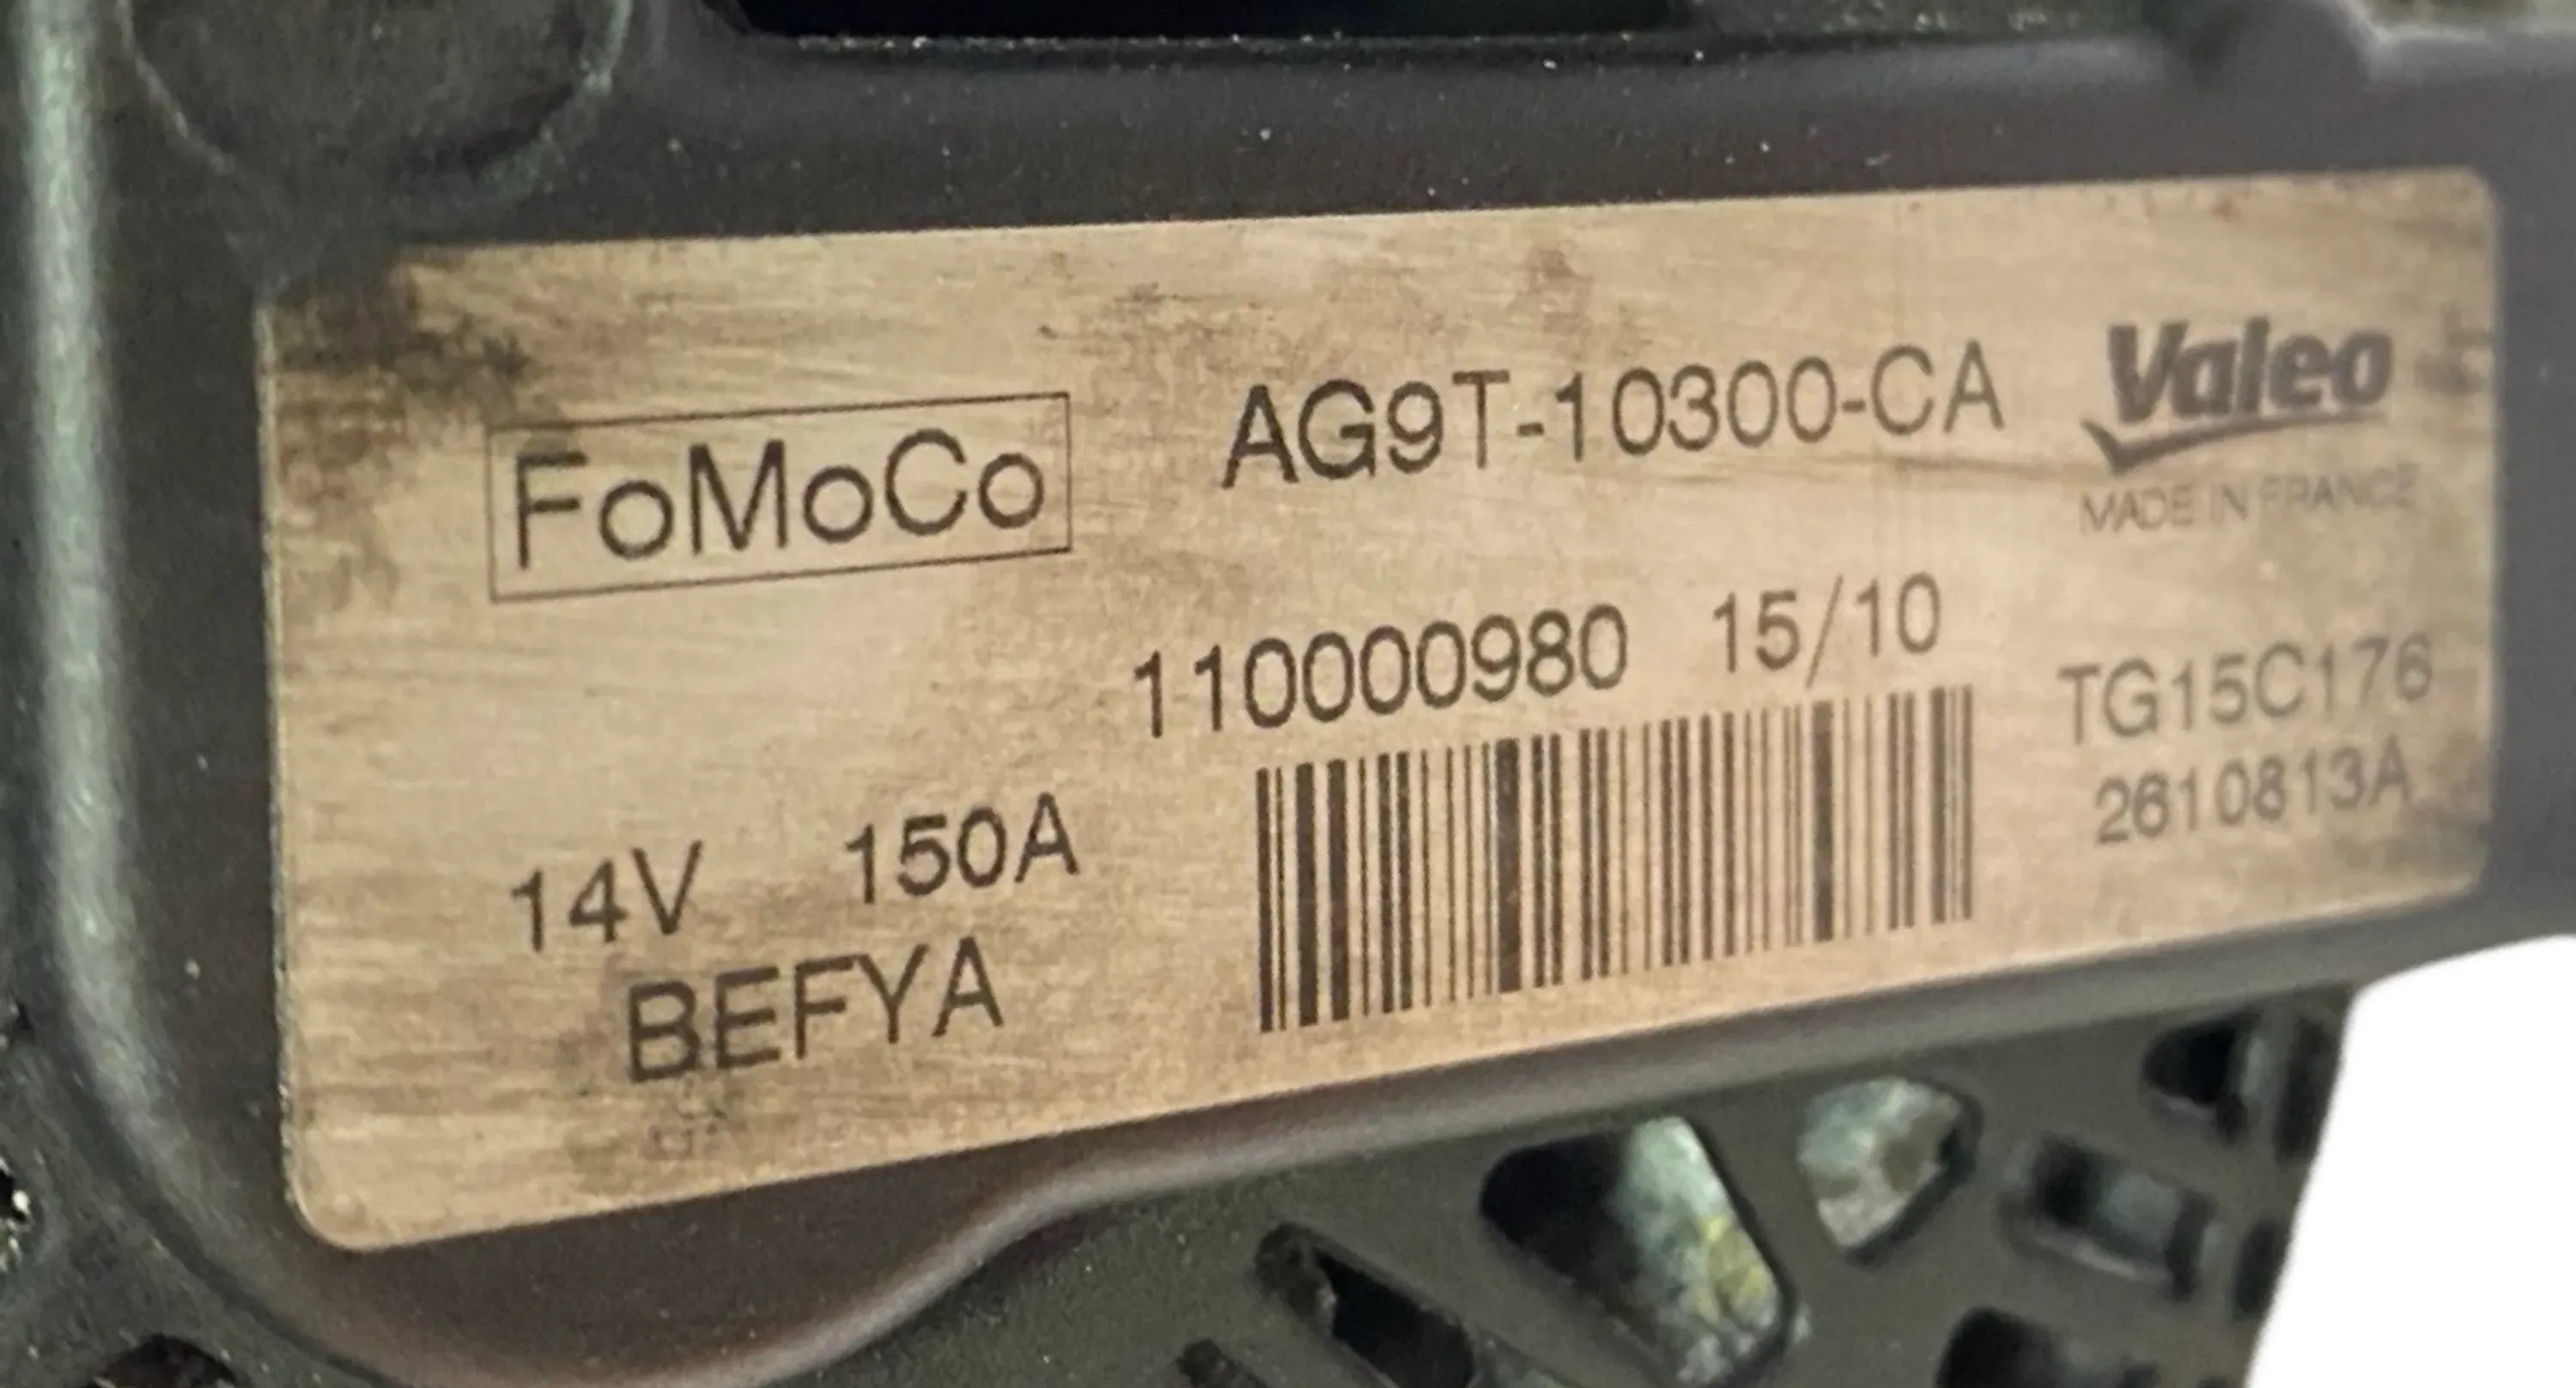 FoMoCo AG9T-10300-CA Valeo
MADE IN FRANCE
110000980 15/10
TG15C176
14V 150A 2610813A
BEFYA